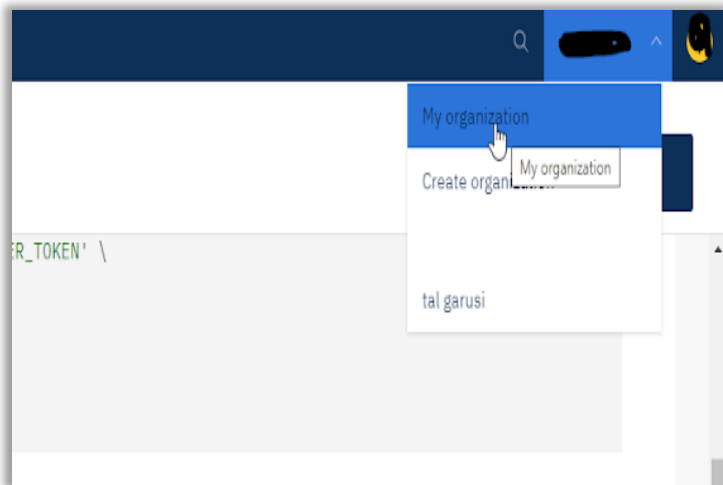 My organization
My organization
Create organization
ER_TOKEN' \
tal garusi